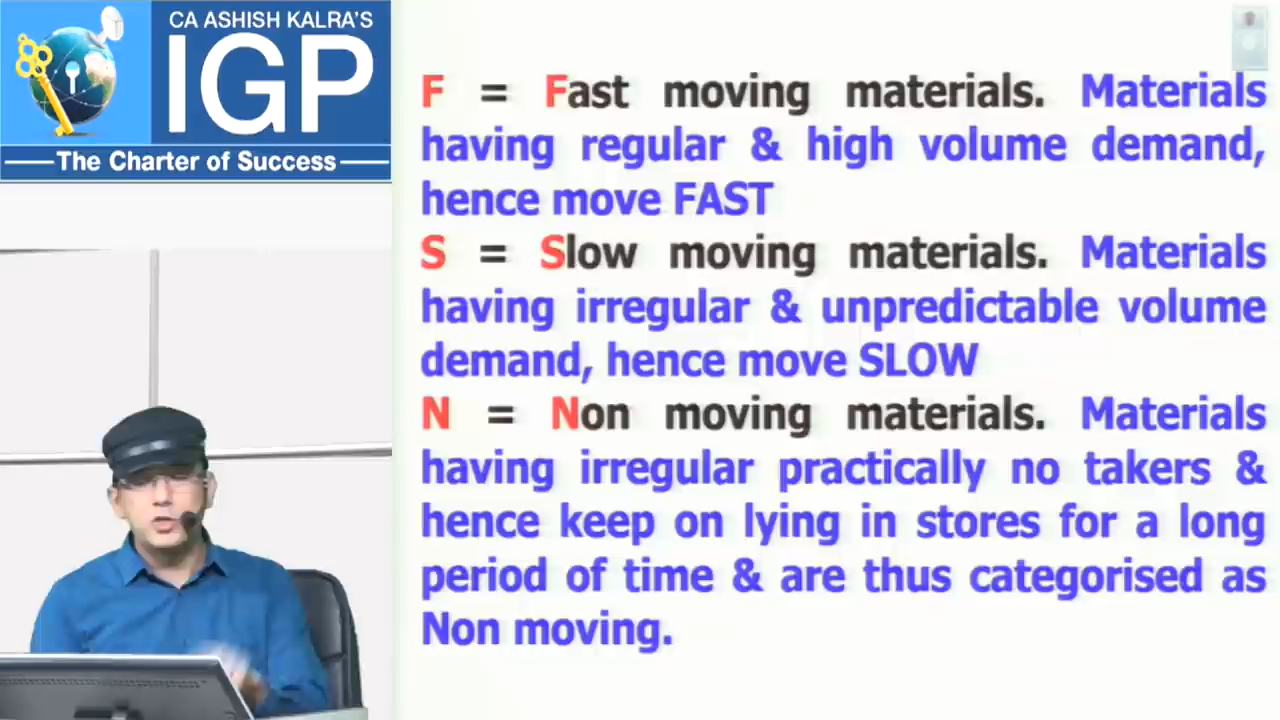 CA ASHISH KALRA'S
IGP
The Charter of Success
F = Fast moving materials. Materials
having regular & high volume demand,
hence move FAST
S = Slow moving materials. Materials
having irregular & unpredictable volume
demand, hence move SLOW
N = Non moving materials. Materials
having irregular practically no takers &
hence keep on lying in stores for a long
period of time & are thus categorised as
Non moving.